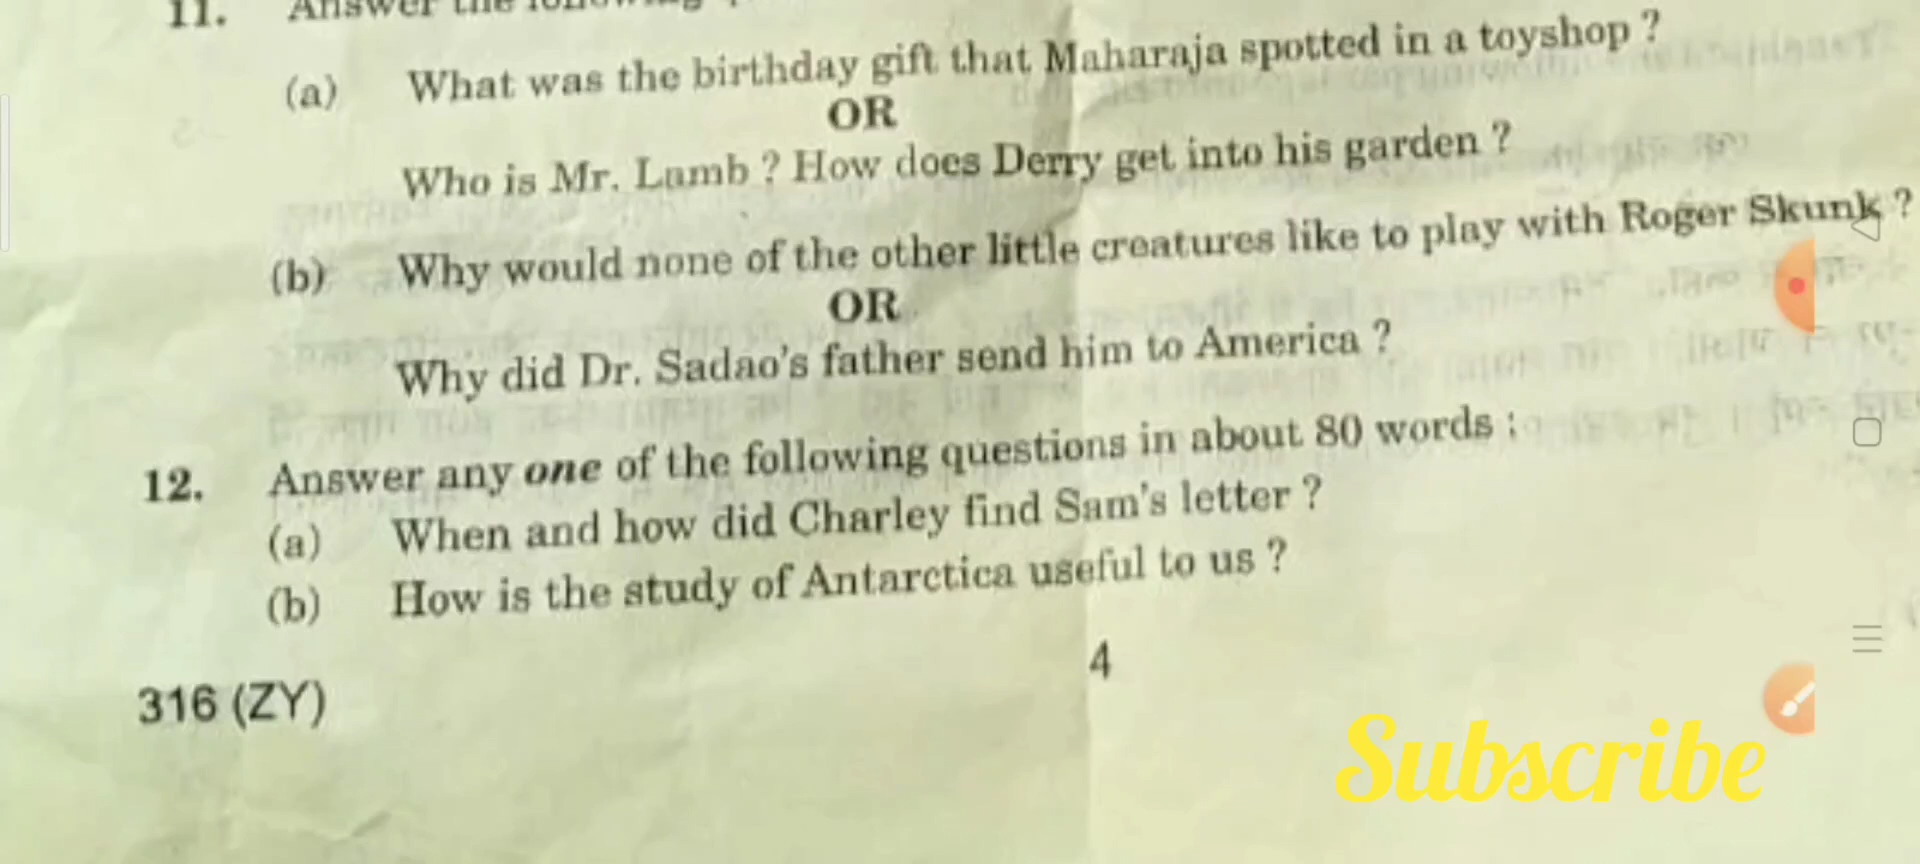 11. Answer the following
(a) What was the birthday gift that Maharaja spotted in a toyshop ?
OR
Who is Mr. Lamb ? How does Derry get into his garden ?
(b) Why would none of the other little creatures like to play with Roger Skunk ?
OR
Why did Dr. Sadao's father send him to America ?
12. Answer any one of the following questions in about 80 words :
(a) When and how did Charley find Sam's letter ?
(b) How is the study of Antarctica useful to us ?
4
316 (ZY)
Subscribe